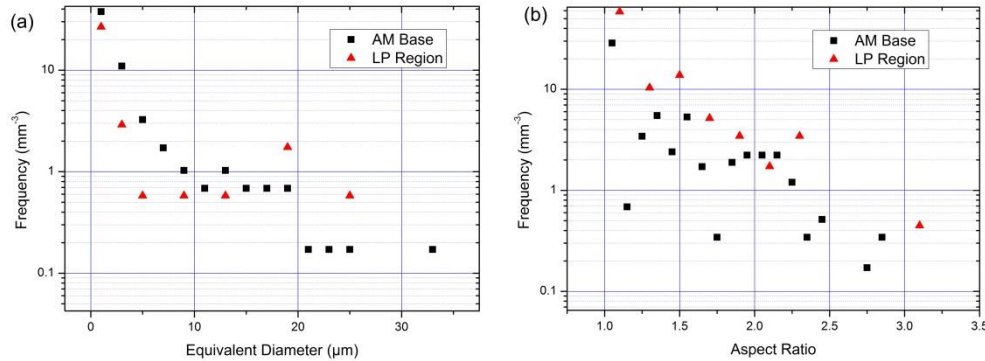 (a)
AM Base
LP Region
10
1
0.1
Frequency (mm⁻³)
0
10
20
30
Equivalent Diameter (µm)
(b)
AM Base
LP Region
10
1
0.1
Frequency (mm⁻³)
1.0
1.5
2.0
2.5
3.0
3.5
Aspect Ratio